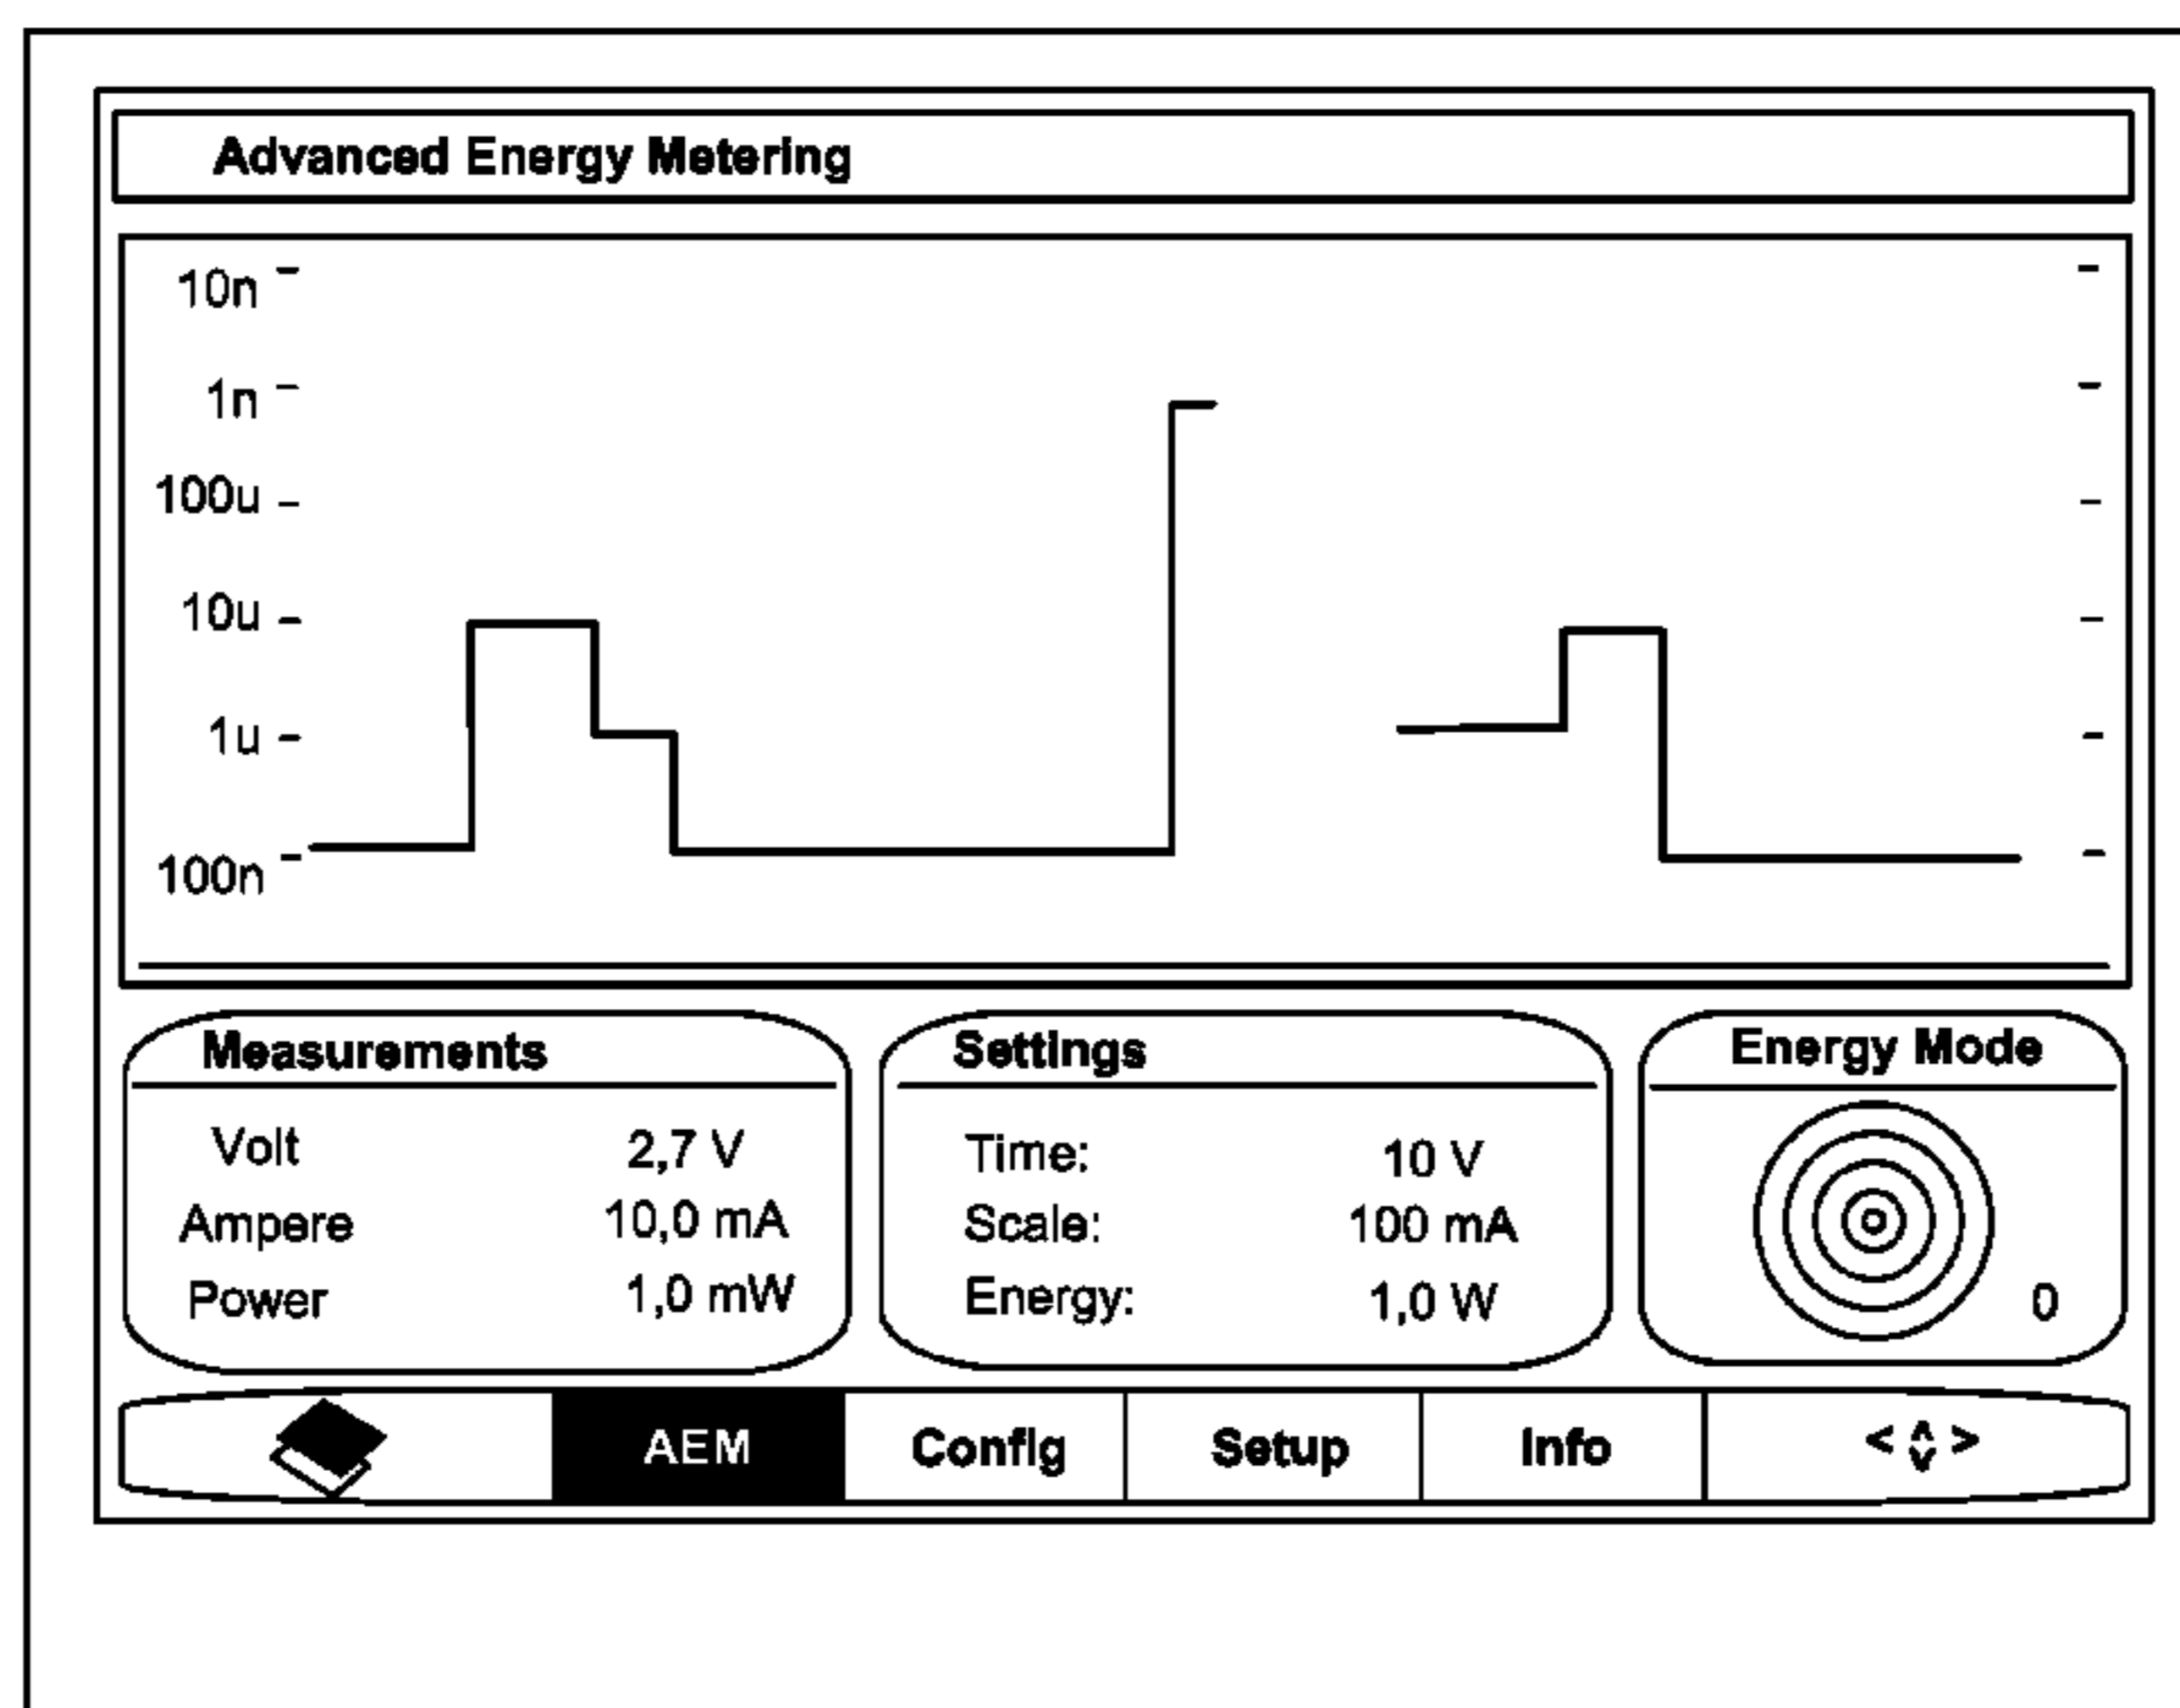 Advanced Energy Metering
10n
1n
100u
10u
1u
100n
Measurements
Volt 2,7 V
Ampere 10,0 mA
Power 1,0 mW
Settings
Time: 10 V
Scale: 100 mA
Energy: 1,0 W
Energy Mode
0
AEM Config Setup Info < ^ v >